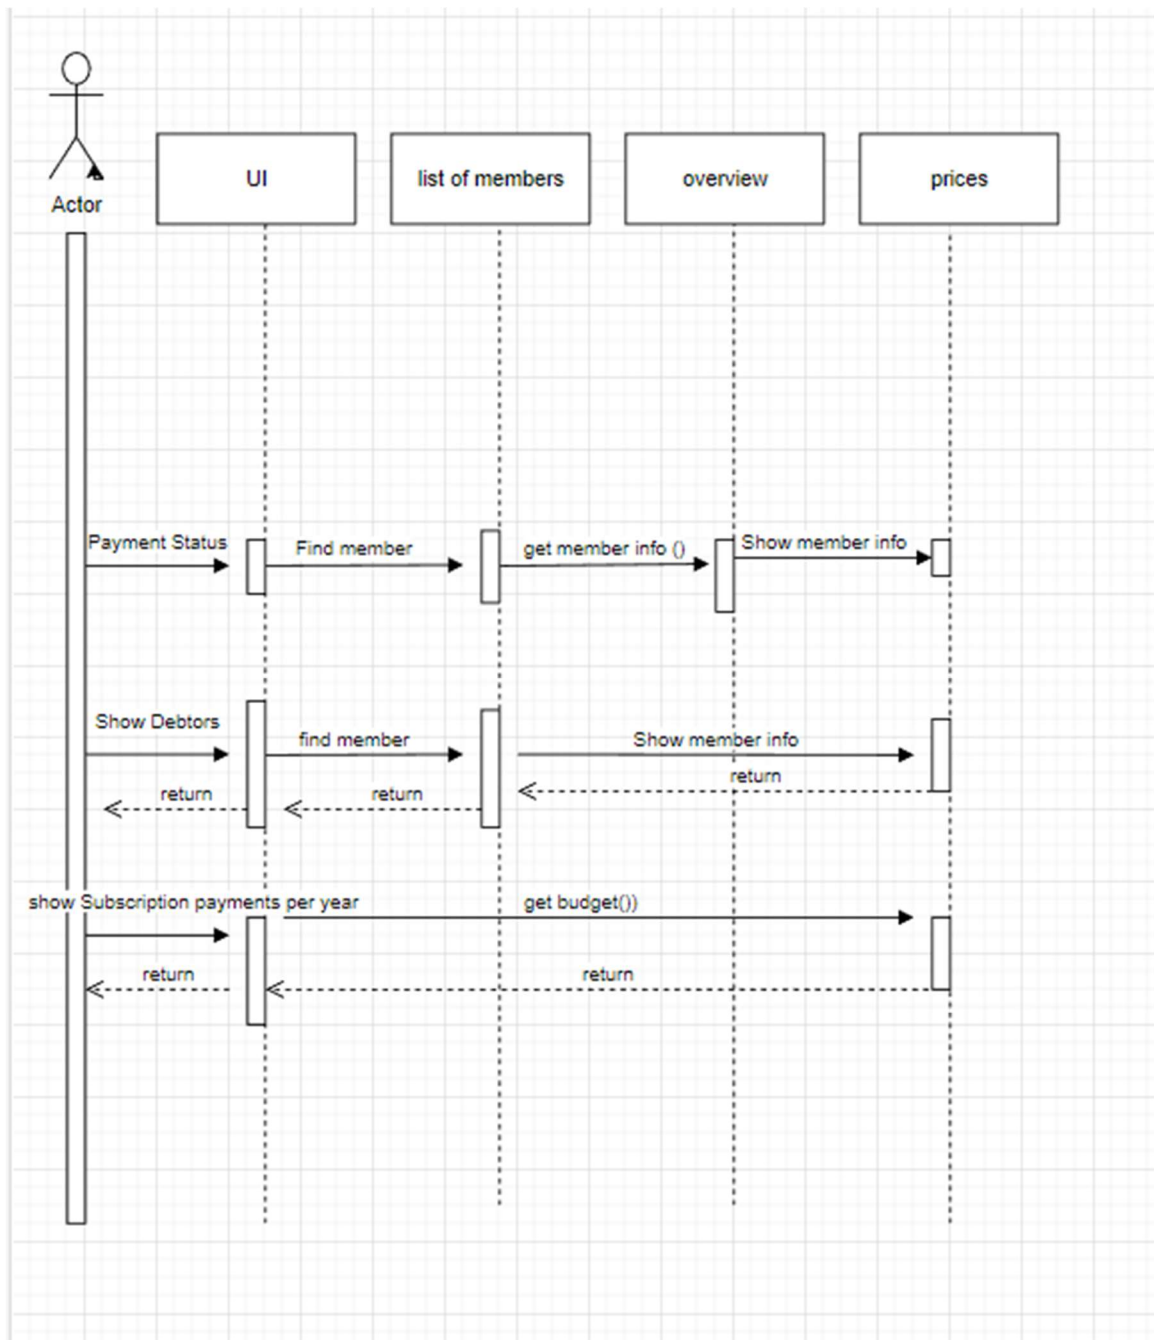 UI
list of members
overview
prices
Actor
Payment Status
Find member
get member info ()
Show member info
Show Debtors
find member
Show member info
return
return
return
show Subscription payments per year
get budget())
return
return